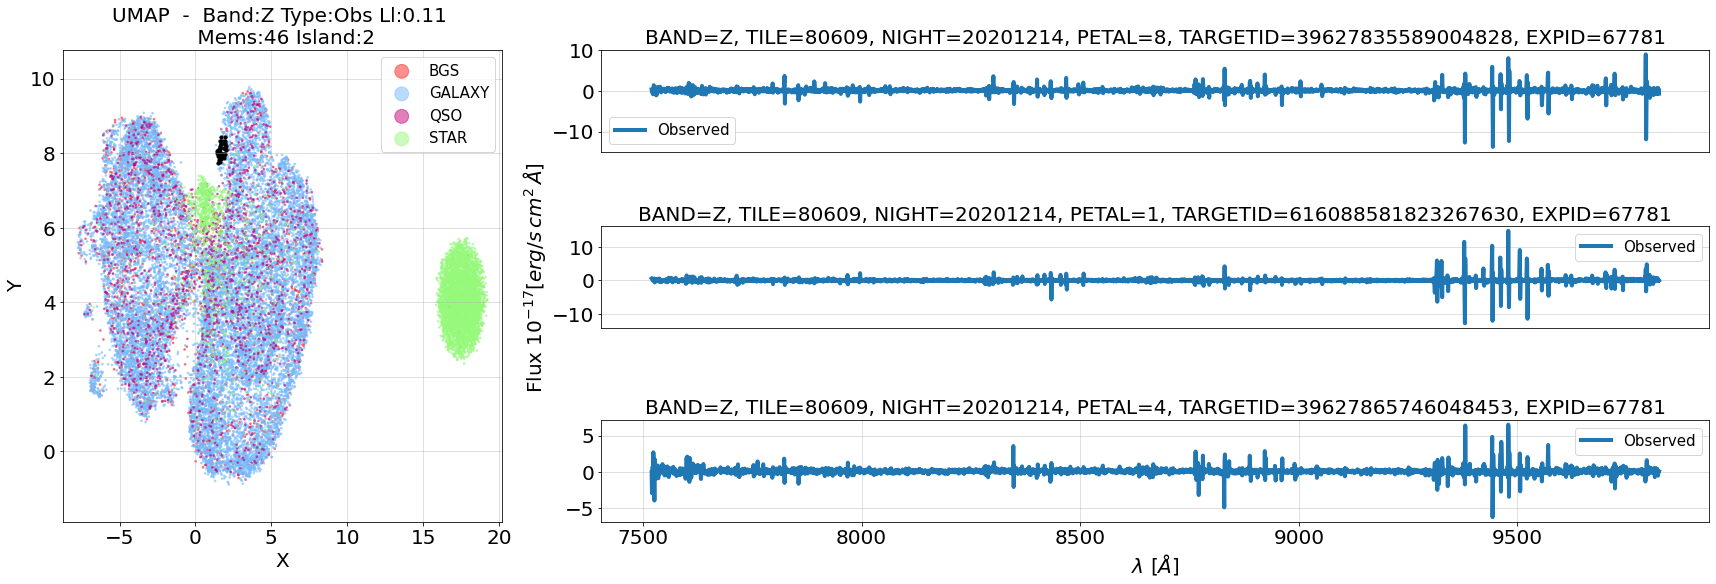 UMAP  -  Band:Z Type:Obs Ll:0.11
Mems:46 Island:2
BGS
GALAXY
QSO
STAR
10
8
6
4
2
0
Y
−5
0
5
10
15
20
X
Flux 10^{-17}[erg/s cm^2 Å]
BAND=Z, TILE=80609, NIGHT=20201214, PETAL=8, TARGETID=39627835589004828, EXPID=67781
10
0
−10
Observed
BAND=Z, TILE=80609, NIGHT=20201214, PETAL=1, TARGETID=616088581823267630, EXPID=67781
10
0
−10
Observed
BAND=Z, TILE=80609, NIGHT=20201214, PETAL=4, TARGETID=39627865746048453, EXPID=67781
5
0
−5
Observed
7500
8000
8500
9000
9500
λ [Å]